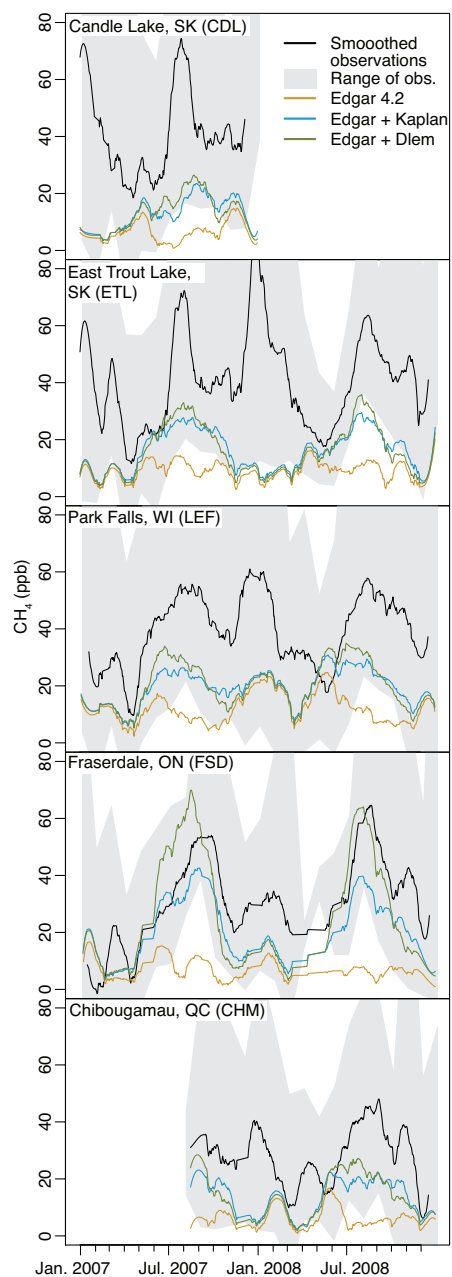 Candle Lake, SK (CDL)
Smooothed
observations
Range of obs.
Edgar 4.2
Edgar + Kaplan
Edgar + Dlem
80
60
40
20
0
East Trout Lake,
SK (ETL)
80
60
40
20
0
Park Falls, WI (LEF)
80
60
40
20
0
CH4 (ppb)
Fraserdale, ON (FSD)
80
60
40
20
0
Chibougamau, QC (CHM)
80
60
40
20
0
Jan. 2007 Jul. 2007 Jan. 2008 Jul. 2008